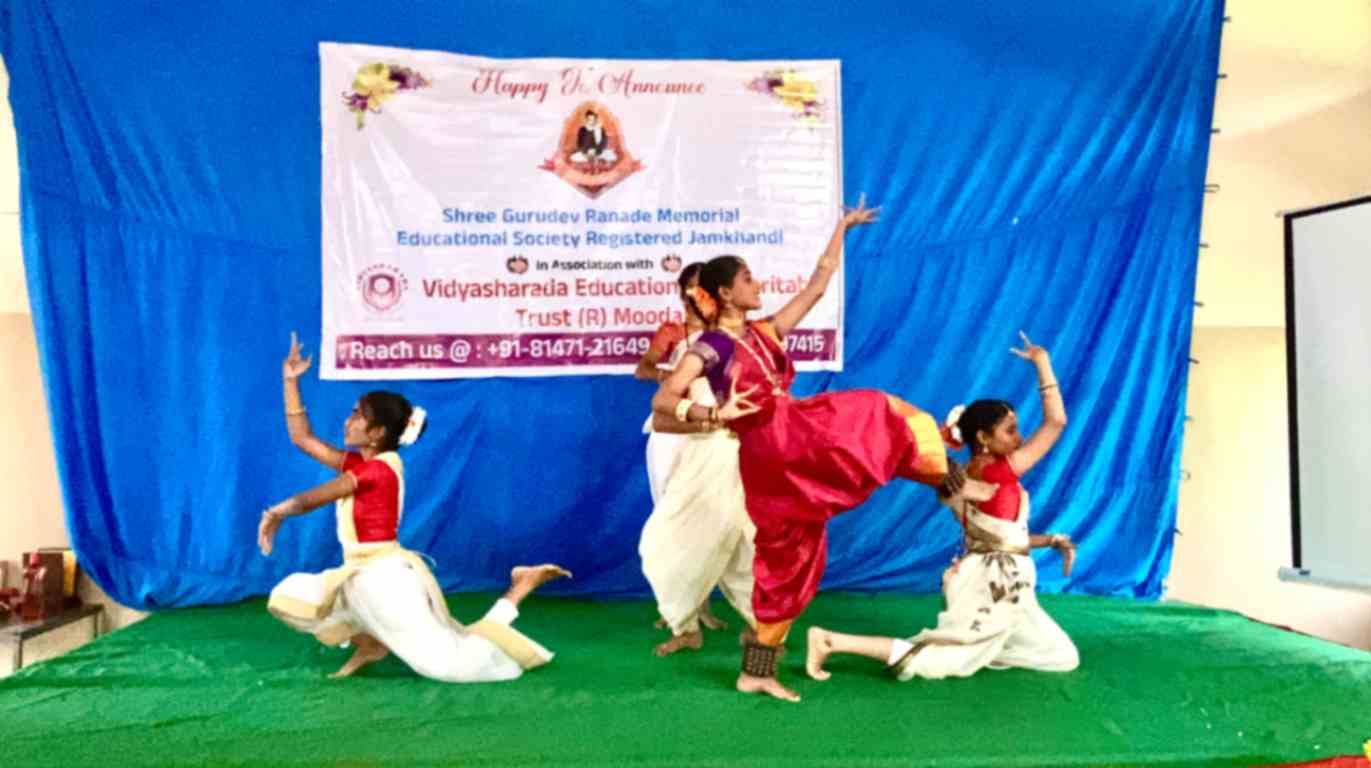 Happy To Announce
Shree Gurudev Ranade Memorial
Educational Society Registered Jamkhandi
In Association with
Vidyasharada Education
Trust (R) Mooda
Reach us @ : +91-81471-21649 97415